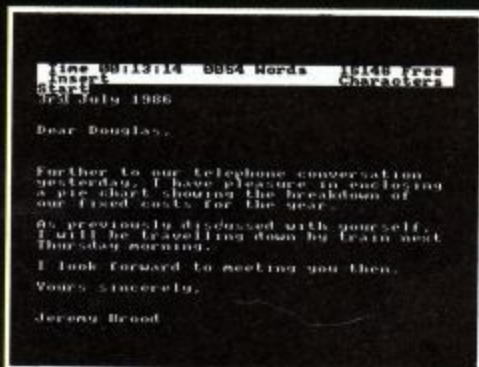 Time 00:13:14 0054 Words 16148 Free
Insert Characters
Start
3rd July 1986
Dear Douglas,
Further to our telephone conversation
yesterday, I have pleasure in enclosing
a pie chart showing the breakdown of
our fixed costs for the year.
As previously disdussed with yourself,
I will be travelling down by train next
Thursday morning.
I look forward to meeting you then.
Yours sincerely,
Jeremy Brood